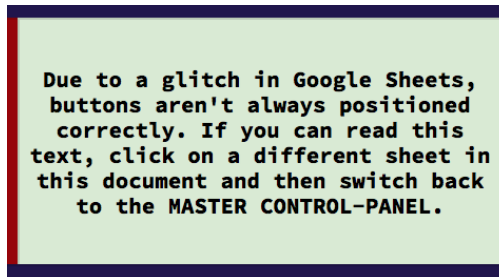 Due to a glitch in Google Sheets,
buttons aren't always positioned
correctly. If you can read this
text, click on a different sheet in
this document and then switch back
to the MASTER CONTROL-PANEL.